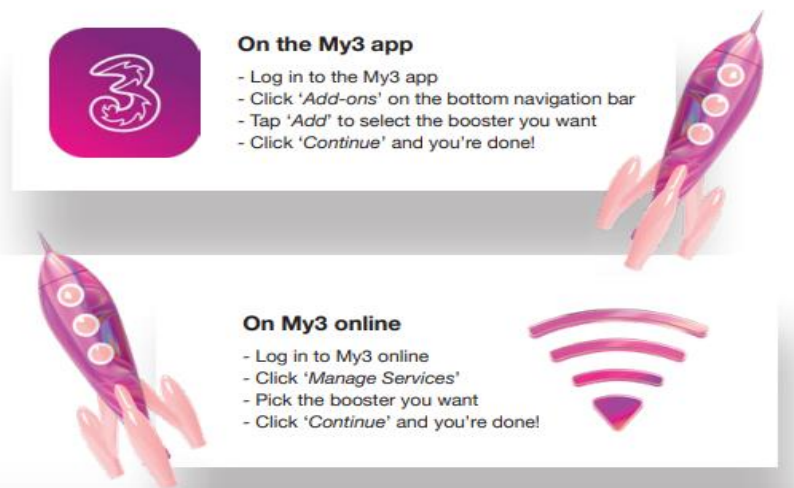 3
On the My3 app
- Log in to the My3 app
- Click ‘Add-ons’ on the bottom navigation bar
- Tap ‘Add’ to select the booster you want
- Click ‘Continue’ and you’re done!
On My3 online
- Log in to My3 online
- Click ‘Manage Services’
- Pick the booster you want
- Click ‘Continue’ and you’re done!